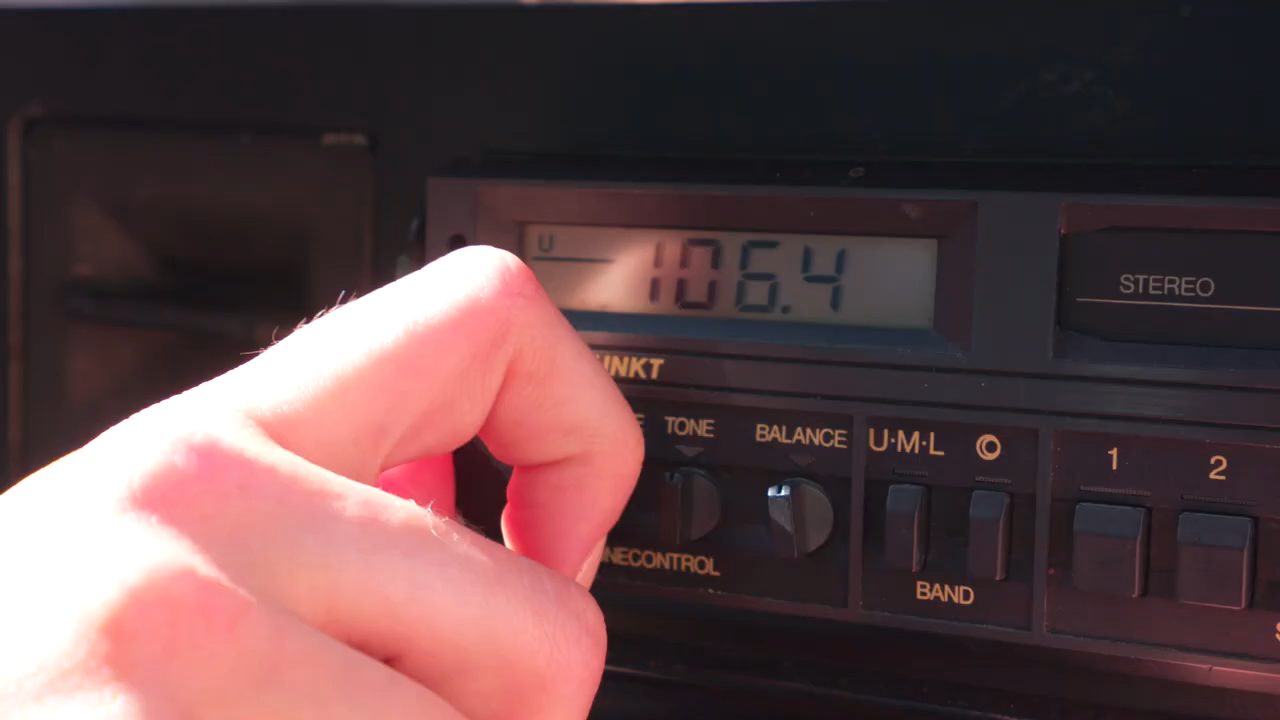 U
106.4
STEREO
UNKT
TONE
BALANCE
U·M·L
1
2
NECONTROL
BAND